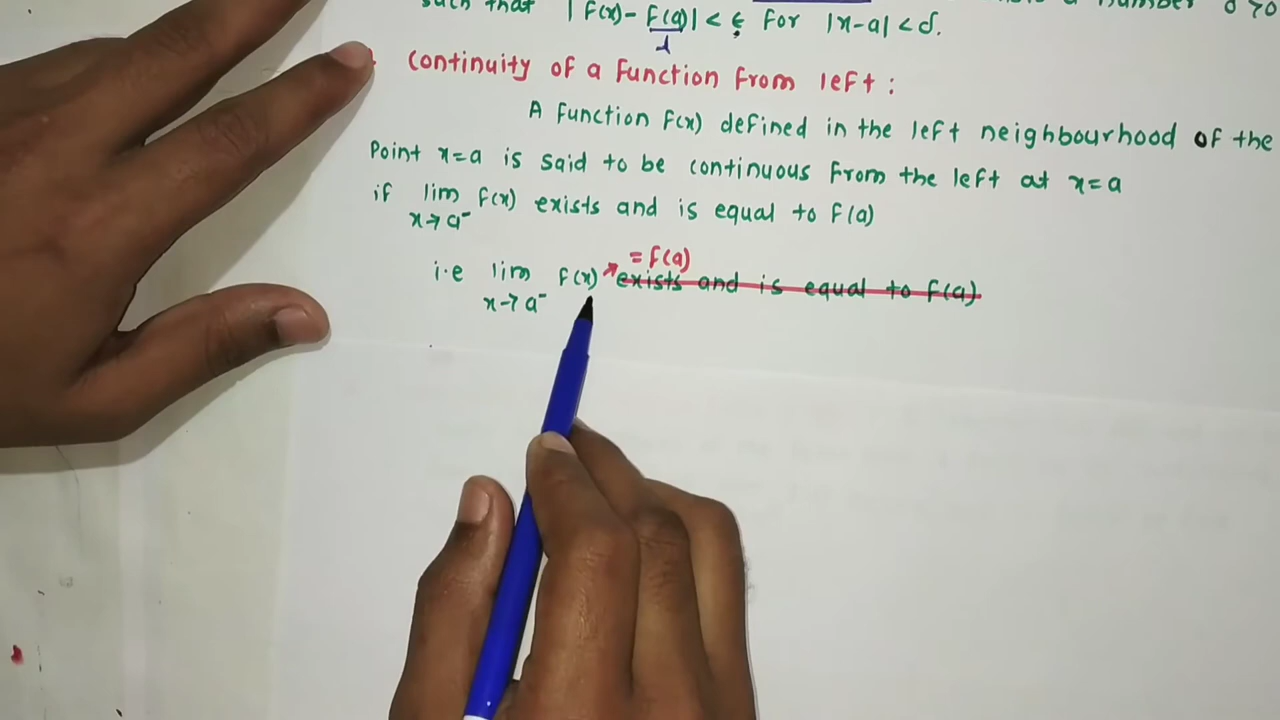 such that |F(x)-F(a)|<ε for |x-a|<δ.
l
Continuity of a Function From left:
A Function F(x) defined in the left neighbourhood of the
Point x=a is said to be continuous From the left at x=a
if lim F(x) exists and is equal to F(a)
x→a⁻
= F(a)
i.e lim F(x) exists and is equal to F(a)
x→a⁻